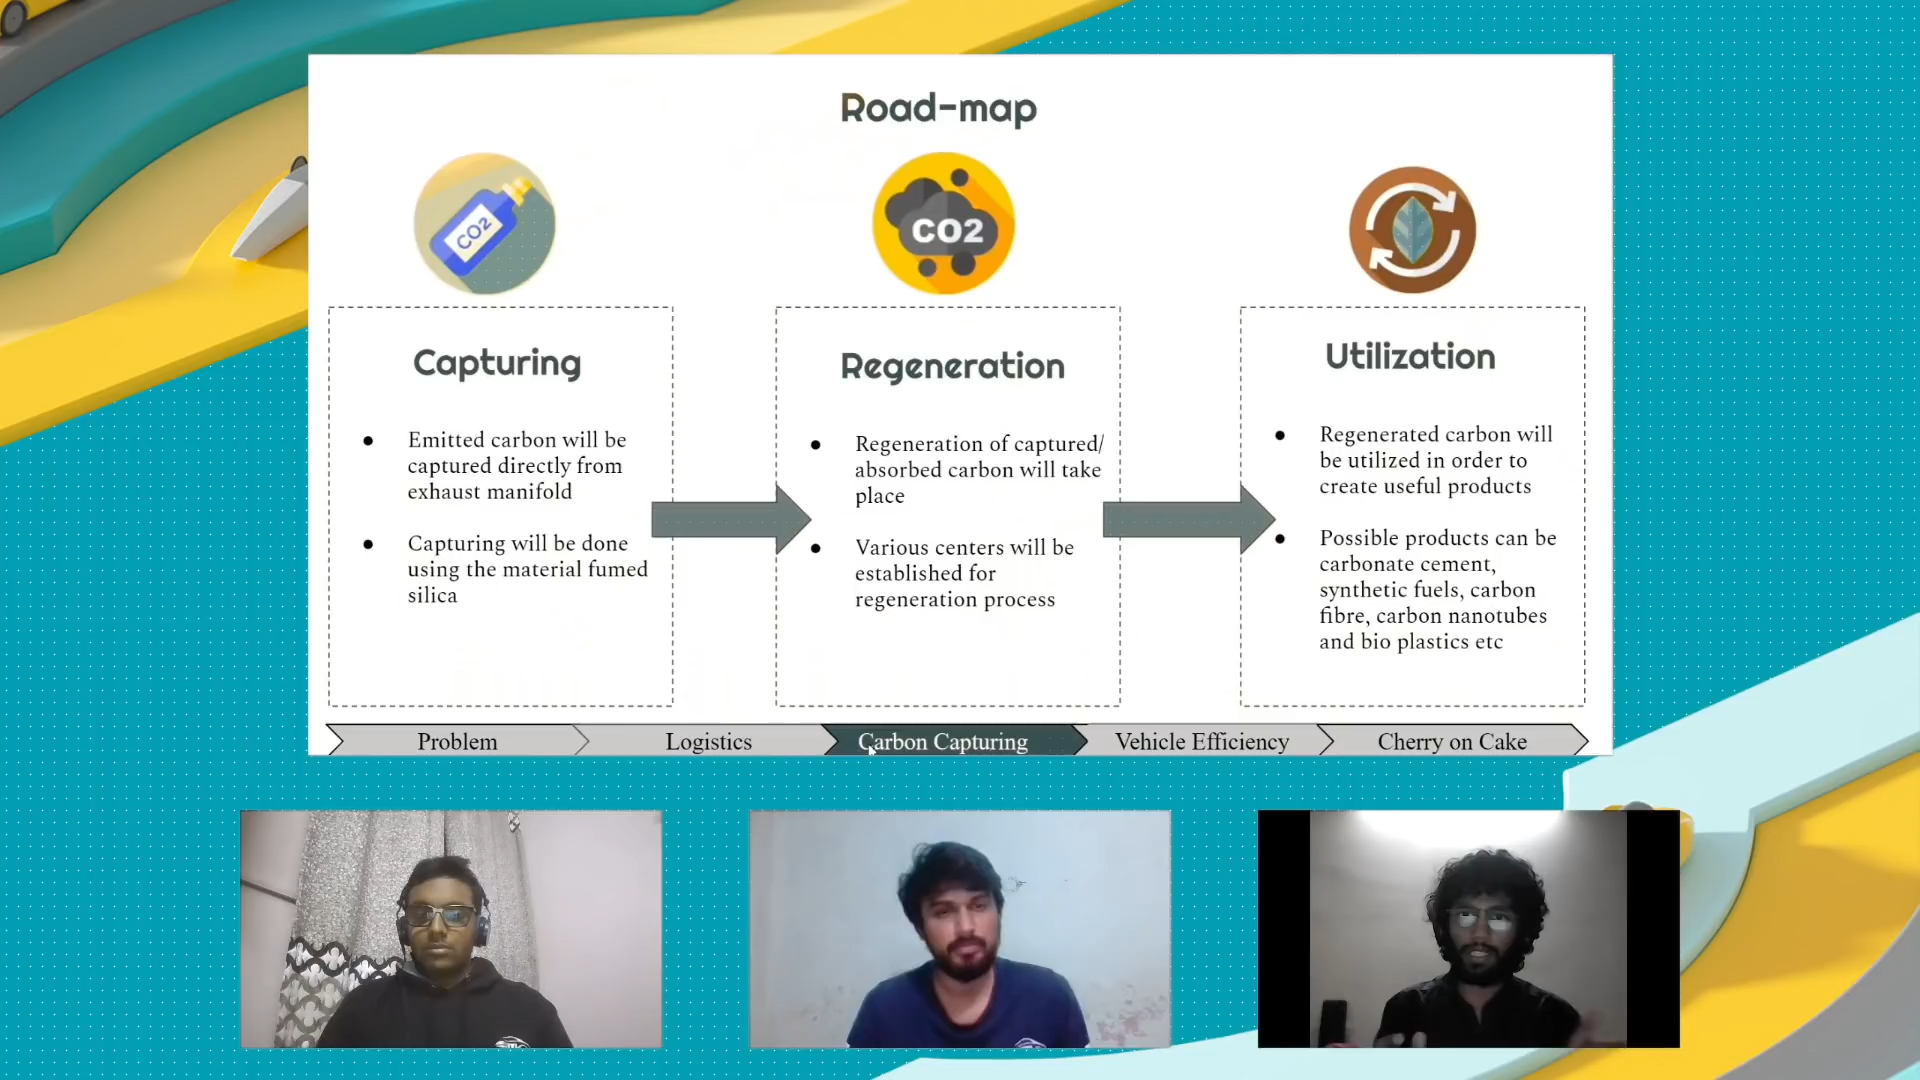 Road-map
CO2
CO2
Capturing
Emitted carbon will be
captured directly from
exhaust manifold
Capturing will be done
using the material fumed
silica
Regeneration
Regeneration of captured/
absorbed carbon will take
place
Various centers will be
established for
regeneration process
Utilization
Regenerated carbon will
be utilized in order to
create useful products
Possible products can be
carbonate cement,
synthetic fuels, carbon
fibre, carbon nanotubes
and bio plastics etc
Problem
Logistics
Carbon Capturing
Vehicle Efficiency
Cherry on Cake